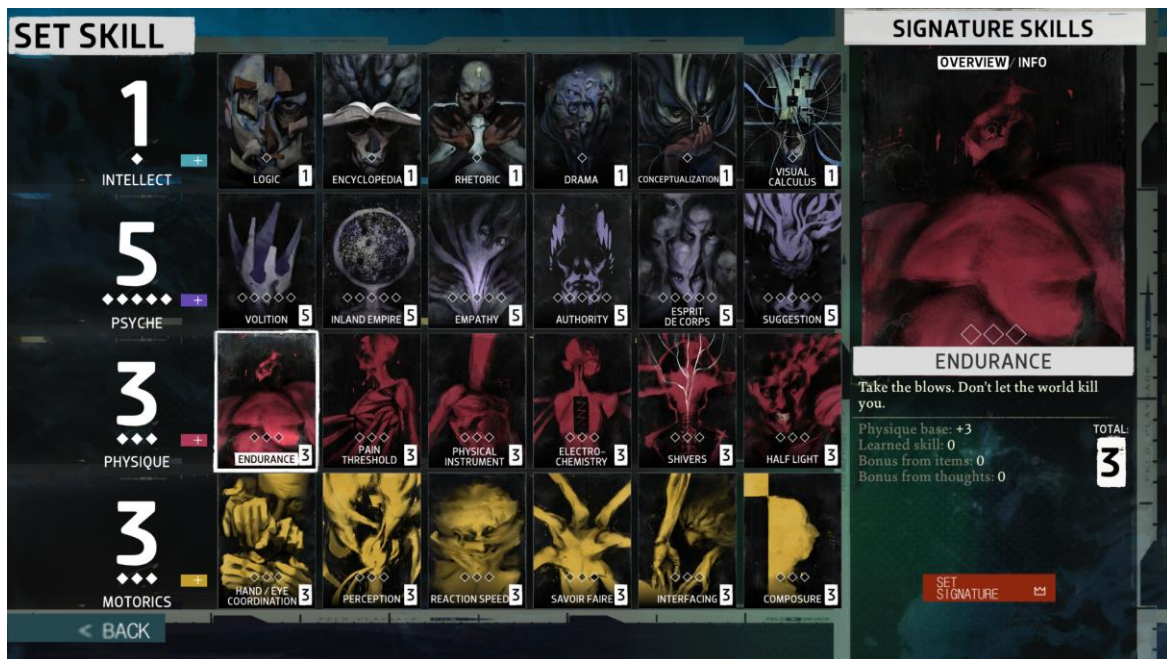 SET SKILL
1
INTELLECT
LOGIC 1
ENCYCLOPEDIA 1
RHETORIC 1
DRAMA 1
CONCEPTUALIZATION 1
VISUAL
CALCULUS 1
5
PSYCHE
VOLITION 5
INLAND EMPIRE 5
EMPATHY 5
AUTHORITY 5
ESPRIT
DE CORPS 5
SUGGESTION 5
3
PHYSIQUE
ENDURANCE 3
PAIN
THRESHOLD 3
PHYSICAL
INSTRUMENT 3
ELECTRO-
CHEMISTRY 3
SHIVERS 3
HALF LIGHT 3
3
MOTORICS
HAND / EYE
COORDINATION 3
PERCEPTION 3
REACTION SPEED 3
SAVOIR FAIRE 3
INTERFACING 3
COMPOSURE 3
< BACK
SIGNATURE SKILLS
OVERVIEW / INFO
ENDURANCE
Take the blows. Don't let the world kill
you.
Physique base: +3
Learned skill: 0
Bonus from items: 0
Bonus from thoughts: 0
TOTAL:
3
SET
SIGNATURE